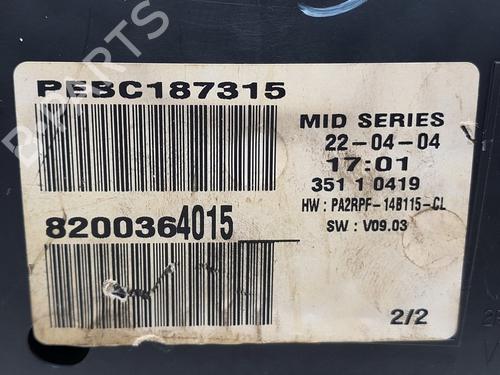 B-PARTS
PEBC187315
MID SERIES
22-04-04
17:01
351 1 0419
HW : PA2RPF-14B115-CL
SW : V09.03
8200364015
2/2